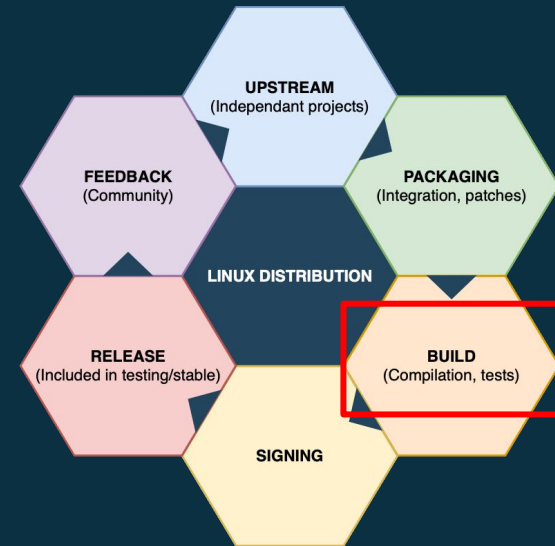 UPSTREAM
(Independant projects)
FEEDBACK
(Community)
PACKAGING
(Integration, patches)
LINUX DISTRIBUTION
RELEASE
(Included in testing/stable)
BUILD
(Compilation, tests)
SIGNING